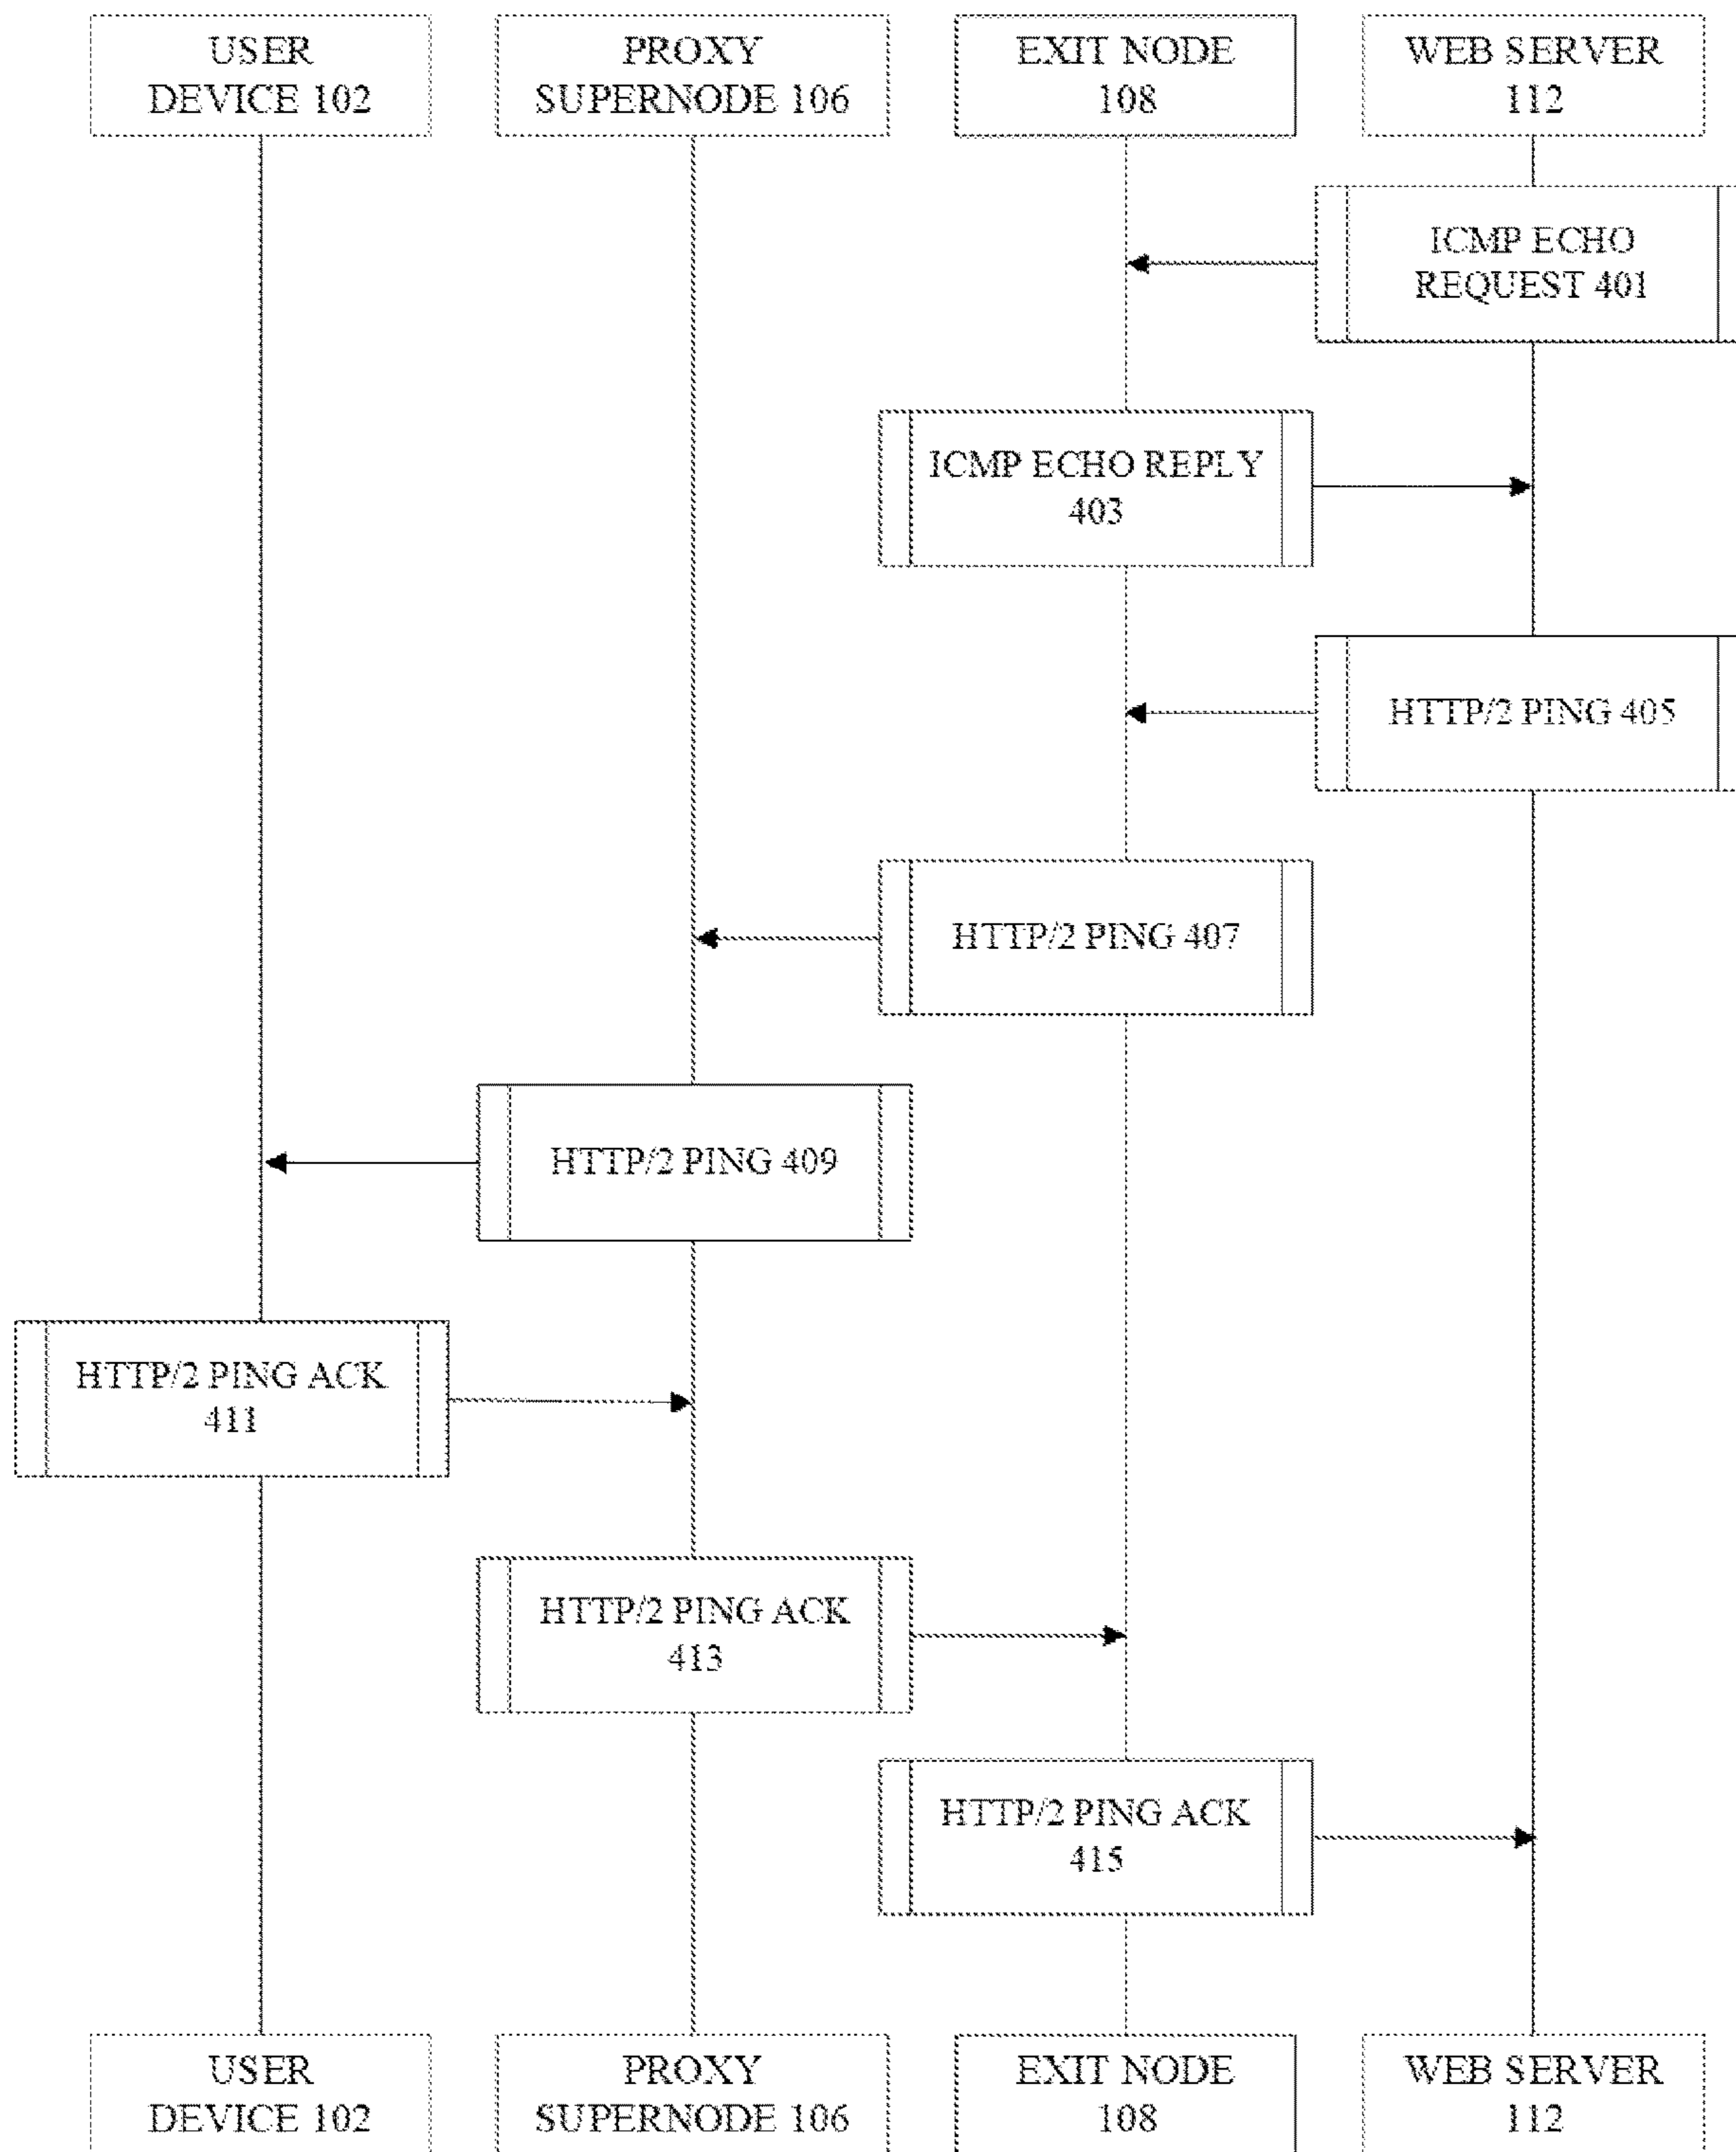 USER
DEVICE 102
PROXY
SUPERNODE 106
EXIT NODE
108
WEB SERVER
112
ICMP ECHO
REQUEST 401
ICMP ECHO REPLY
403
HTTP/2 PING 405
HTTP/2 PING 407
HTTP/2 PING 409
HTTP/2 PING ACK
411
HTTP/2 PING ACK
413
HTTP/2 PING ACK
415
USER
DEVICE 102
PROXY
SUPERNODE 106
EXIT NODE
108
WEB SERVER
112